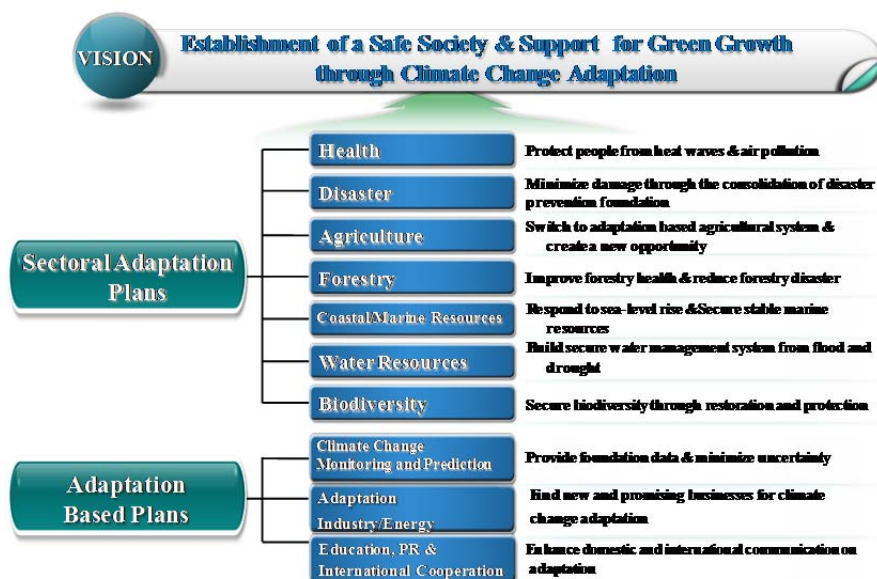 VISION
Establishment of a Safe Society & Support for Green Growth
through Climate Change Adaptation
Sectoral Adaptation
Plans
Health
Protect people from heat waves & air pollution
Disaster
Minimize damage through the consolidation of disaster
prevention foundation
Agriculture
Switch to adaptation based agricultural system &
create a new opportunity
Forestry
Improve forestry health & reduce forestry disaster
Coastal/Marine Resources
Respond to sea-level rise & Secure stable marine
resources
Water Resources
Build secure water management system from flood and
drought
Biodiversity
Secure biodiversity through restoration and protection
Adaptation
Based Plans
Climate Change
Monitoring and Prediction
Provide foundation data & minimize uncertainty
Adaptation
Industry/Energy
Find new and promising businesses for climate
change adaptation
Education, PR &
International Cooperation
Enhance domestic and international communication on
adaptation